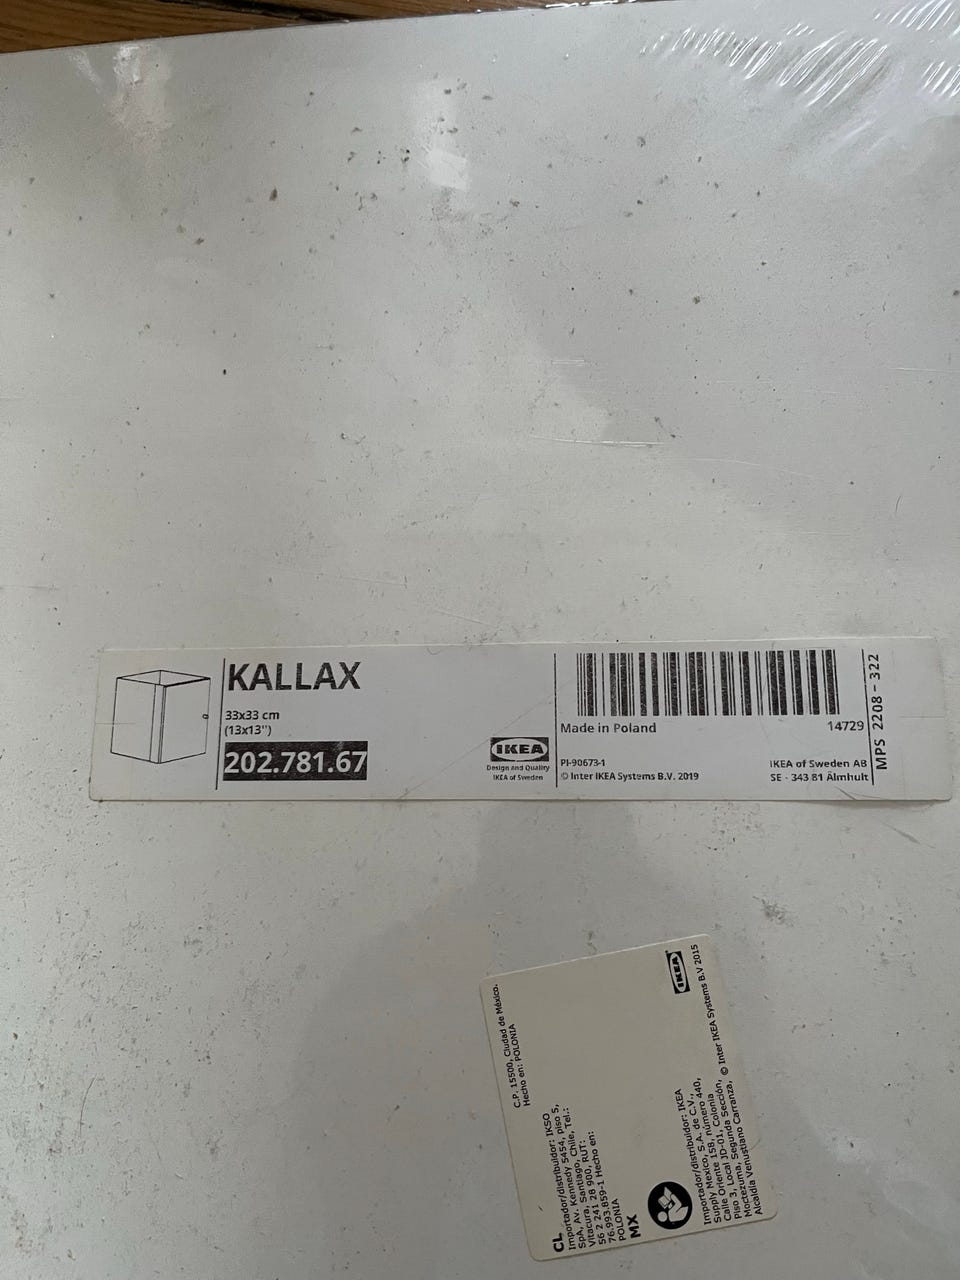 KALLAX
33x33 cm
(13x13")
202.781.67
IKEA
Design and Quality
IKEA of Sweden
Made in Poland
14729
PI-90673-1
© Inter IKEA Systems B.V. 2019
IKEA of Sweden AB
SE - 343 81 Älmhult
MPS 2208 - 322
CL
Importador/distribuidor: IKSO
SpA, Av. Kennedy 5454, piso 5,
Vitacura, Santiago, Chile, Tel.:
56 2 241 28 900, RUT:
76.993.859-1 Hecho en:
POLONIA
MX
Importador/distribuidor: IKEA
Supply Mexico, S.A. de C.V.,
Calle Oriente 158, número 440,
Piso 3, Local JD-01, Colonia
Moctezuma, Segunda Sección,
Alcaldía Venustiano Carranza,
C.P. 15500, Ciudad de México.
Hecho en: POLONIA
IKEA
© Inter IKEA Systems B.V 2015